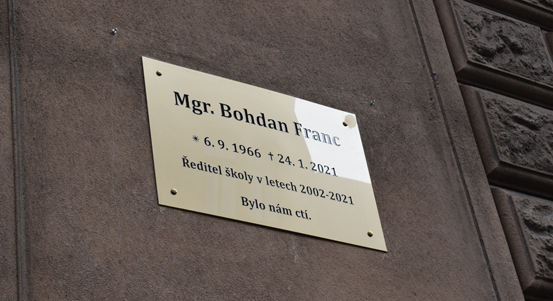 Mgr. Bohdan Franc
* 6. 9. 1966 † 24. 1. 2021
Ředitel školy v letech 2002-2021
Bylo nám ctí.